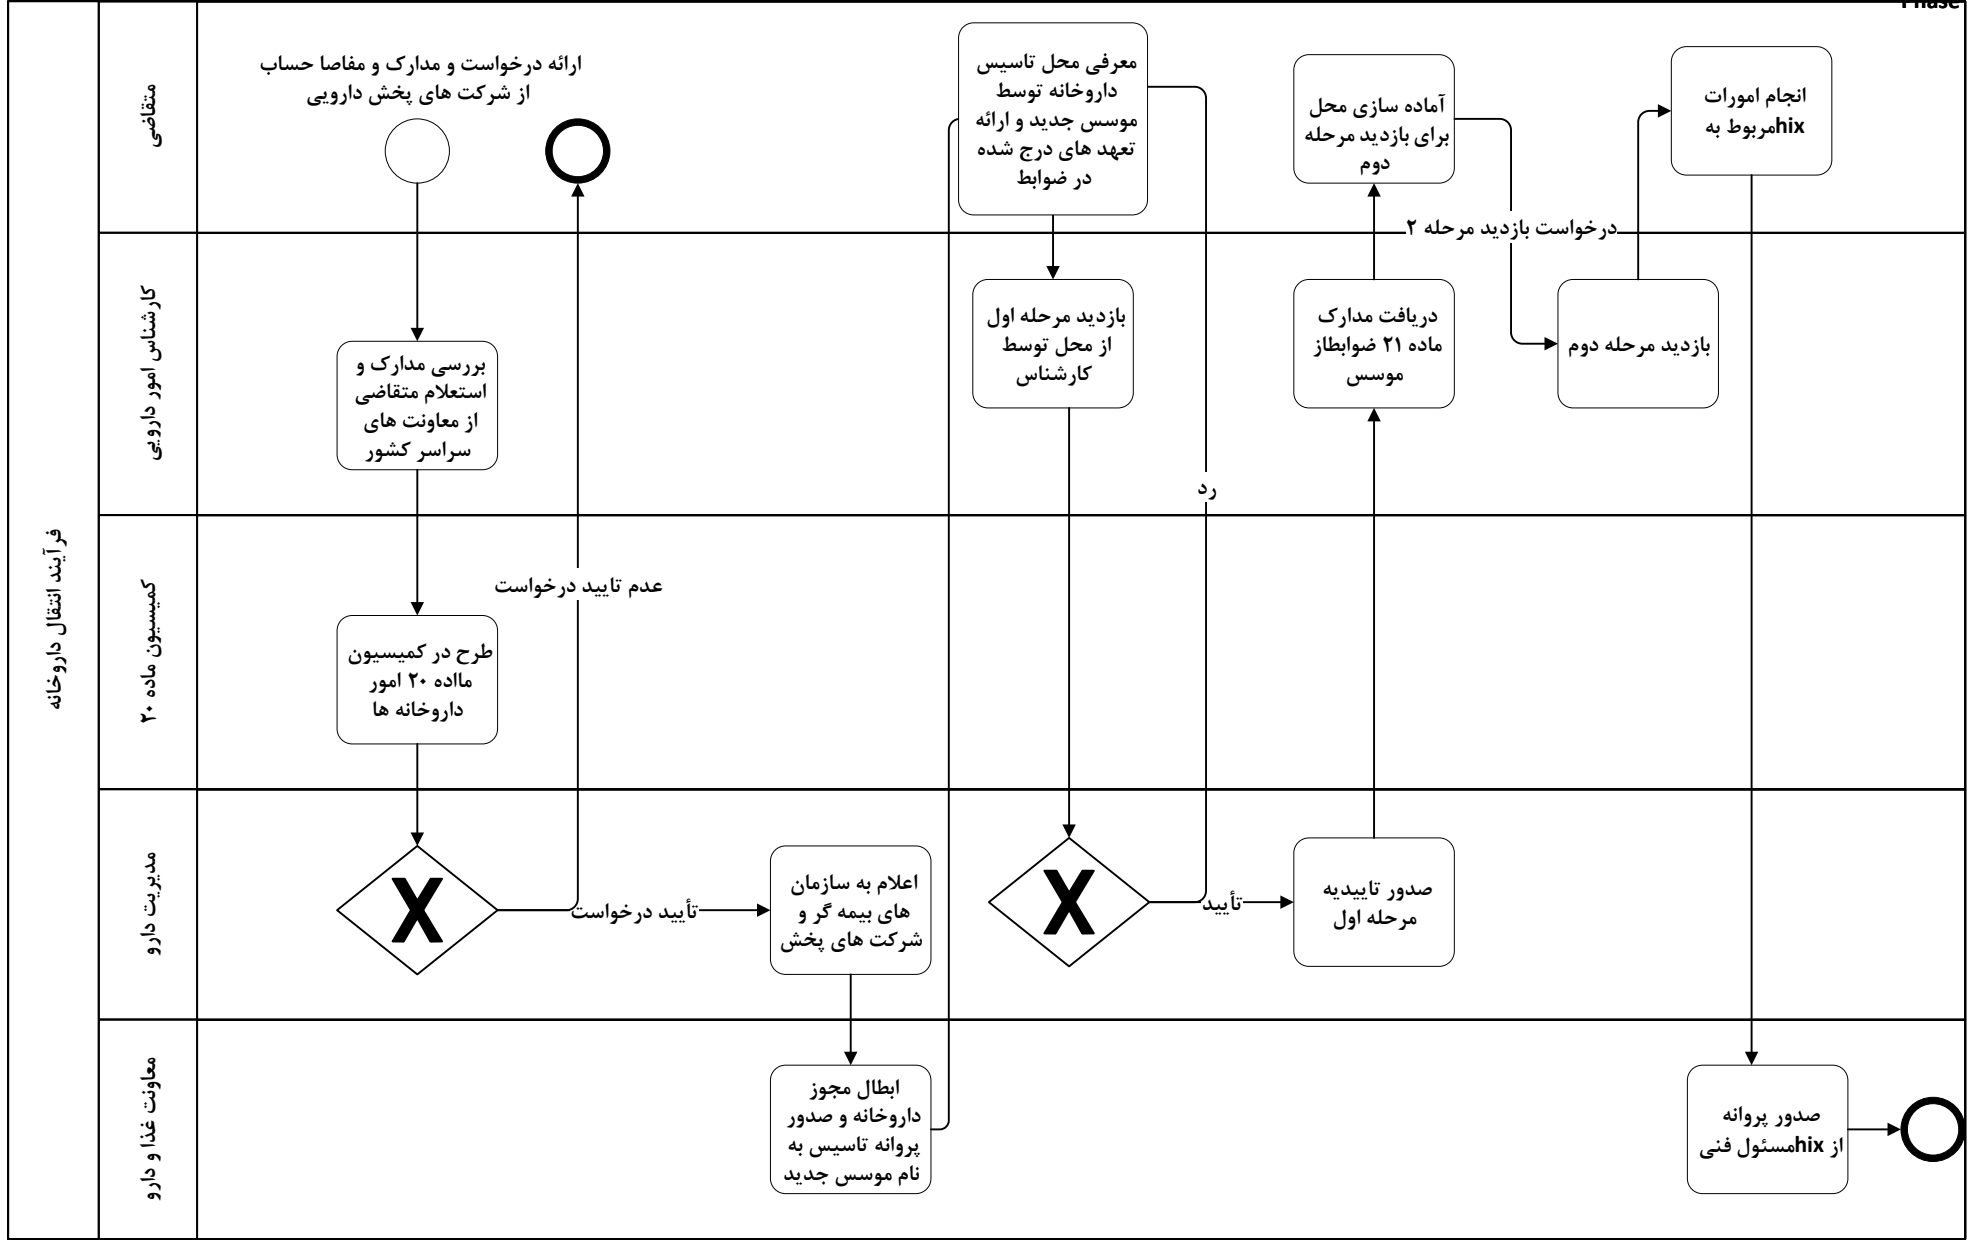 Phase
فرآیند انتقال داروخانه
متقاضی
ارائه درخواست و مدارک و مفاصا حساب
از شرکت های پخش دارویی
معرفی محل تاسیس
داروخانه توسط
موسس جدید و ارائه
تعهد های درج شده
در ضوابط
آماده سازی محل
برای بازدید مرحله
دوم
انجام امورات
مربوط به hix
درخواست بازدید مرحله ۲
کارشناس امور دارویی
بررسی مدارک و
استعلام متقاضی
از معاونت های
سراسر کشور
بازدید مرحله اول
از محل توسط
کارشناس
دریافت مدارک
ماده ۲۱ ضوابطاز
موسس
بازدید مرحله دوم
رد
کمیسیون ماده ۲۰
عدم تایید درخواست
طرح در کمیسیون
مااده ۲۰ امور
داروخانه ها
مدیریت دارو
X
تأیید درخواست
اعلام به سازمان
های بیمه گر و
شرکت های پخش
X
تأیید
صدور تاییدیه
مرحله اول
معاونت غذا و دارو
ابطال مجوز
داروخانه و صدور
پروانه تاسیس به
نام موسس جدید
صدور پروانه
مسئول فنی از hix